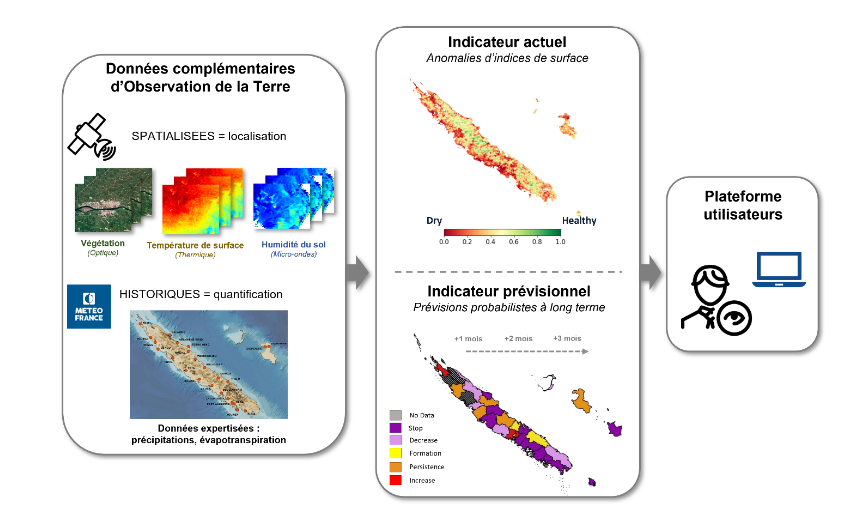 Données complémentaires
d'Observation de la Terre
SPATIALISEES = localisation
Végétation
(Optique)
Température de surface
(Thermique)
Humidité du sol
(Micro-ondes)
METEO
FRANCE
HISTORIQUES = quantification
Données expertisées :
précipitations, évapotranspiration
Indicateur actuel
Anomalies d'indices de surface
Dry
Healthy
0.0 0.2 0.4 0.6 0.8 1.0
Indicateur prévisionnel
Prévisions probabilistes à long terme
+1 mois +2 mois +3 mois
No Data
Stop
Decrease
Formation
Persistence
Increase
Plateforme
utilisateurs